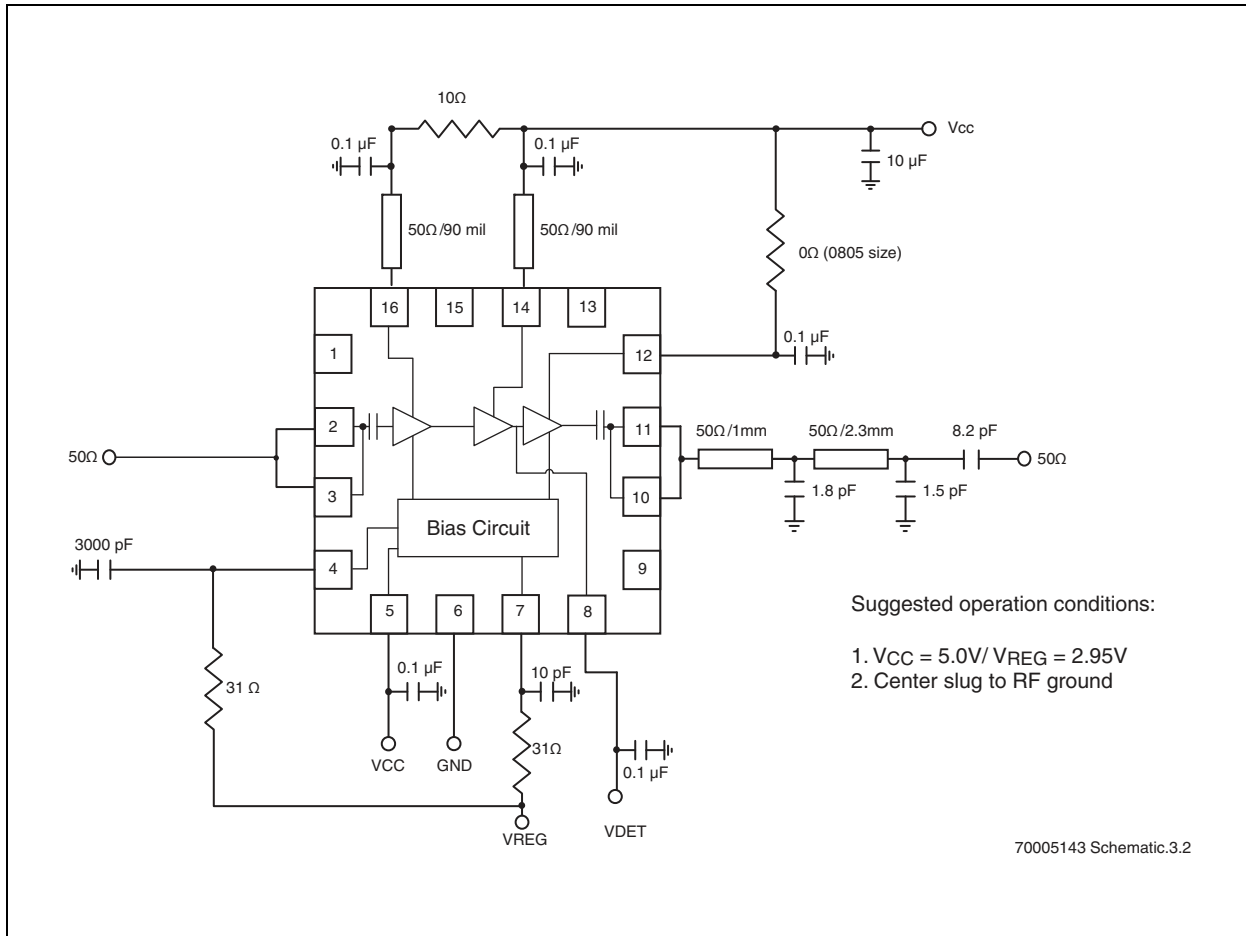 10Ω
0.1 µF
0.1 µF
Vcc
10 µF
50Ω/90 mil
50Ω/90 mil
0Ω (0805 size)
16
15
14
13
1
12
0.1 µF
2
11
50Ω/1mm
50Ω/2.3mm
8.2 pF
50Ω
50Ω
3
10
1.8 pF
1.5 pF
Bias Circuit
3000 pF
4
9
5
6
7
8
Suggested operation conditions:
1. VCC = 5.0V/ VREG = 2.95V
2. Center slug to RF ground
0.1 µF
10 pF
31 Ω
31Ω
VCC
GND
0.1 µF
VREG
VDET
70005143 Schematic.3.2